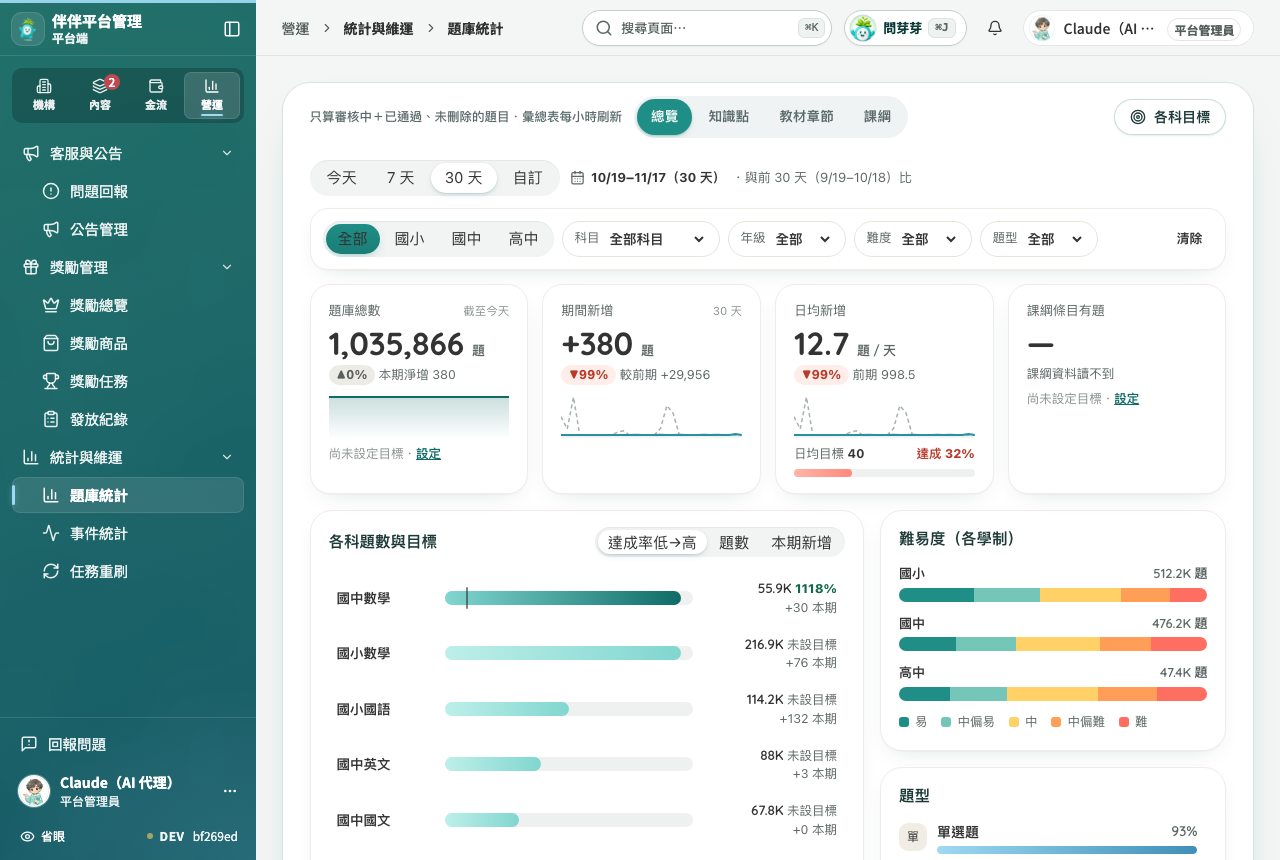 伴伴平台管理
平台端
機構
內容
2
金流
營運
客服與公告
問題回報
公告管理
獎勵管理
獎勵總覽
獎勵商品
獎勵任務
發放紀錄
統計與維運
題庫統計
事件統計
任務重刷
回報問題
Claude（AI 代理）
平台管理員
省眼
DEV bf269ed
營運 > 統計與維運 > 題庫統計
搜尋頁面… ⌘K
問芽芽 ⌘J
Claude（AI … 平台管理員
只算審核中＋已通過、未刪除的題目 · 彙總表每小時刷新
總覽 知識點 教材章節 課綱
各科目標
今天 7 天 30 天 自訂
10/19–11/17（30 天）
· 與前 30 天（9/19–10/18）比
全部 國小 國中 高中
科目 全部科目
年級 全部
難度 全部
題型 全部
清除
題庫總數 截至今天
1,035,866 題
▲0% 本期淨增 380
尚未設定目標 · 設定
期間新增 30 天
+380 題
▼99% 較前期 +29,956
日均新增
12.7 題 / 天
▼99% 前期 998.5
日均目標 40 達成 32%
課綱條目有題
—
課綱資料讀不到
尚未設定目標 · 設定
各科題數與目標
達成率低→高 題數 本期新增
國中數學 55.9K 1118%
+30 本期
國小數學 216.9K 未設目標
+76 本期
國小國語 114.2K 未設目標
+132 本期
國中英文 88K 未設目標
+3 本期
國中國文 67.8K 未設目標
+0 本期
難易度（各學制）
國小 512.2K 題
國中 476.2K 題
高中 47.4K 題
易 中偏易 中 中偏難 難
題型
單 單選題 93%